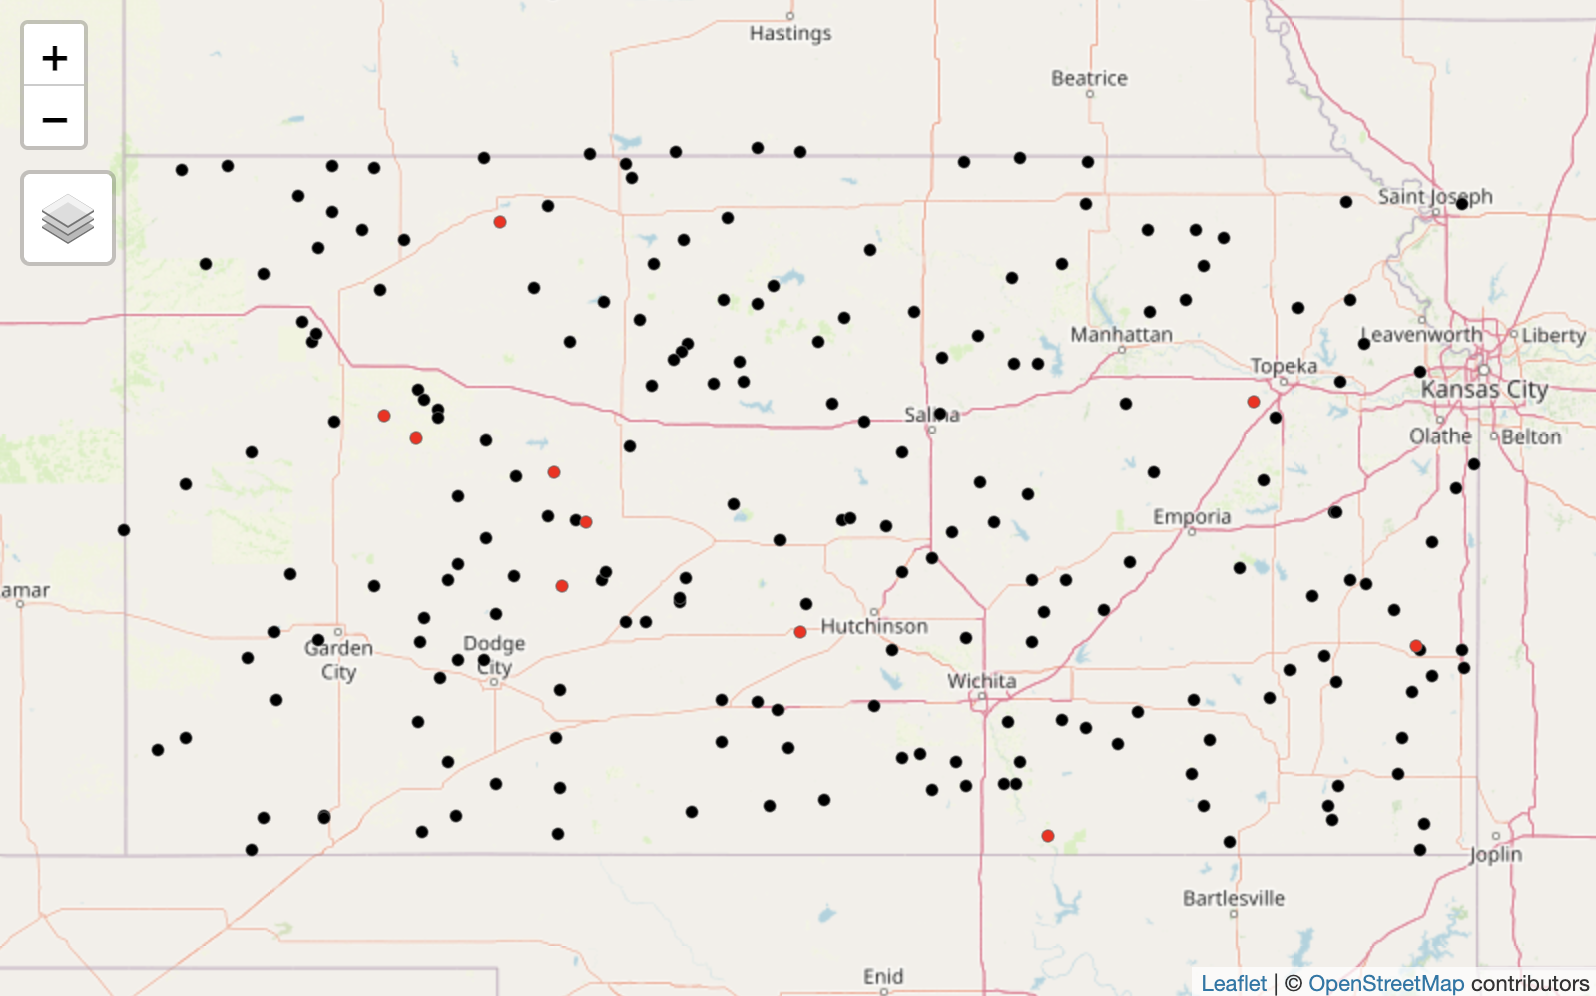 +
−
Hastings
Beatrice
Saint Joseph
Manhattan
Leavenworth
Liberty
Topeka
Kansas City
Salina
Olathe
Belton
Emporia
amar
Hutchinson
Garden
City
Dodge
City
Wichita
Joplin
Bartlesville
Enid
Leaflet | © OpenStreetMap contributors